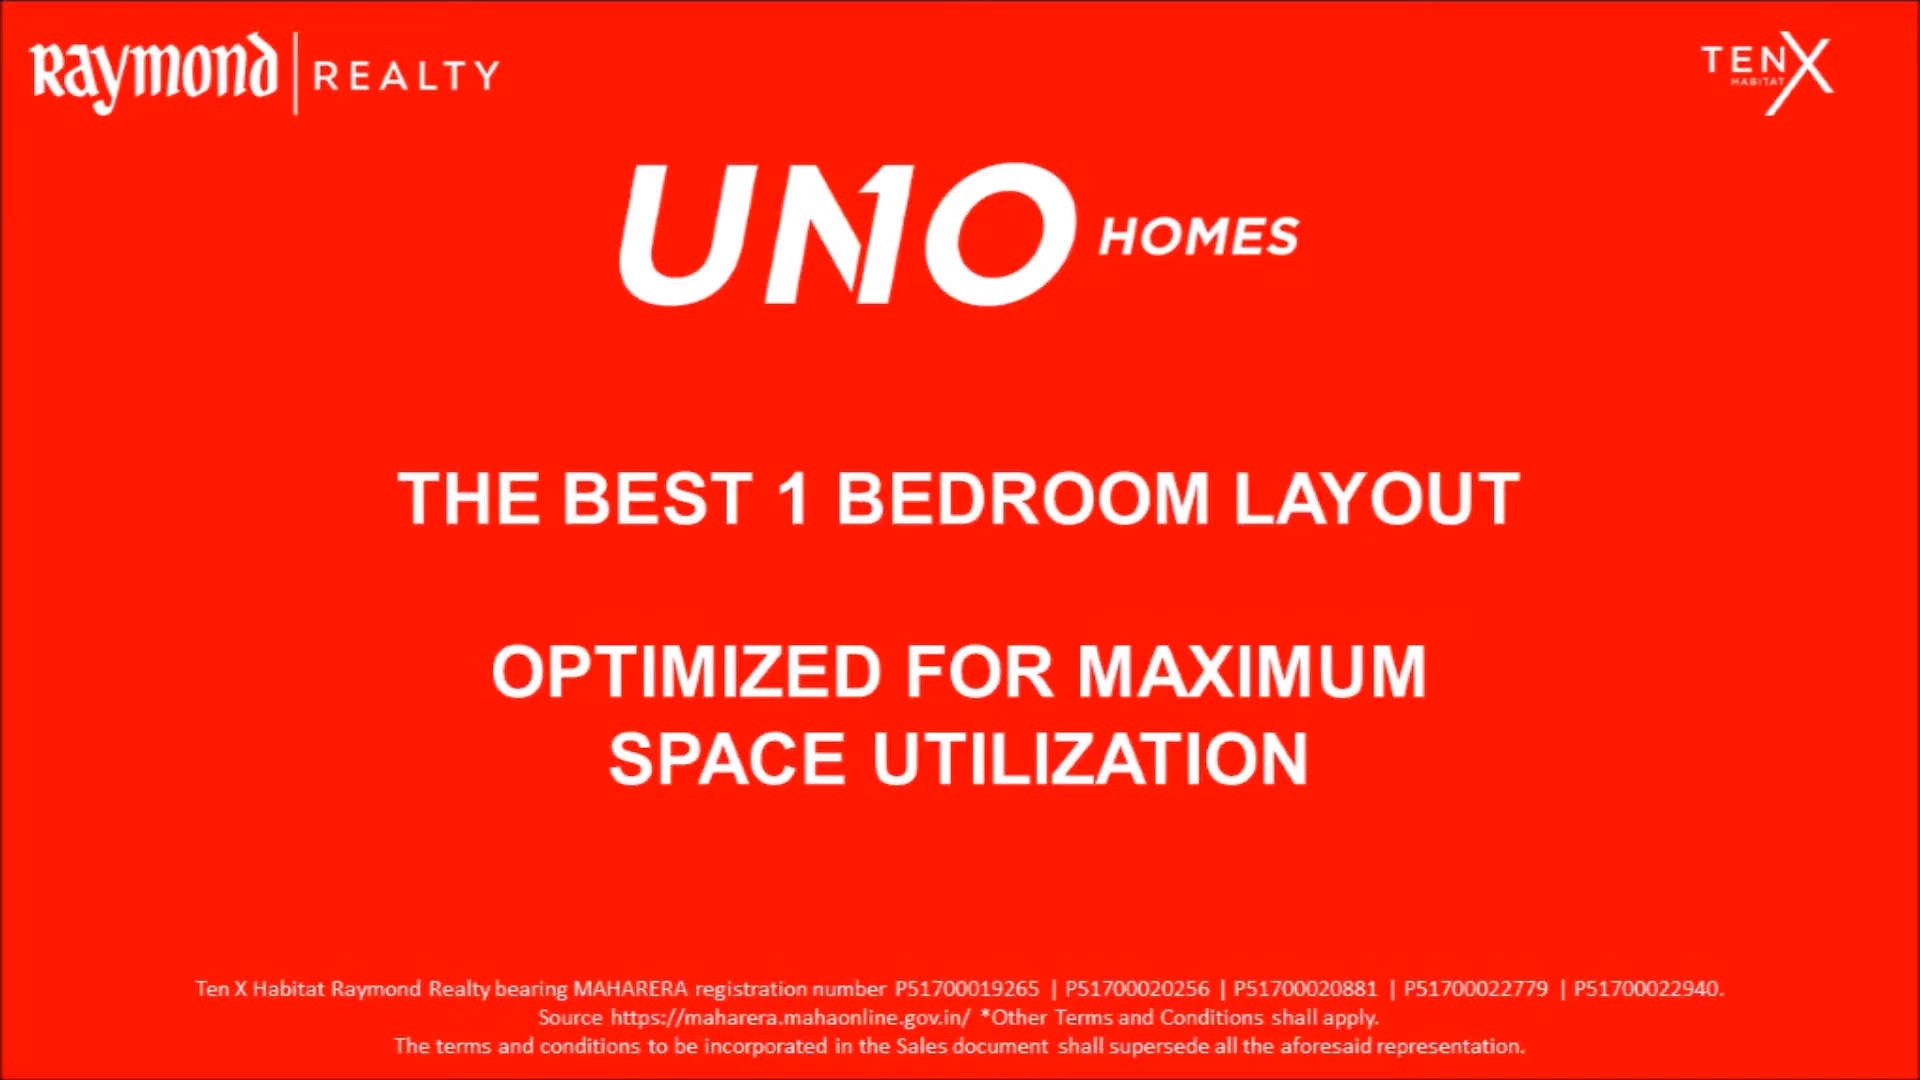 Raymond | REALTY
TENX
HABITAT
UNO HOMES
THE BEST 1 BEDROOM LAYOUT
OPTIMIZED FOR MAXIMUM
SPACE UTILIZATION
Ten X Habitat Raymond Realty bearing MAHARERA registration number P51700019265 | P51700020256 | P51700020881 | P51700022779 | P51700022940.
Source https://maharera.mahaonline.gov.in/ *Other Terms and Conditions shall apply.
The terms and conditions to be incorporated in the Sales document shall supersede all the aforesaid representation.